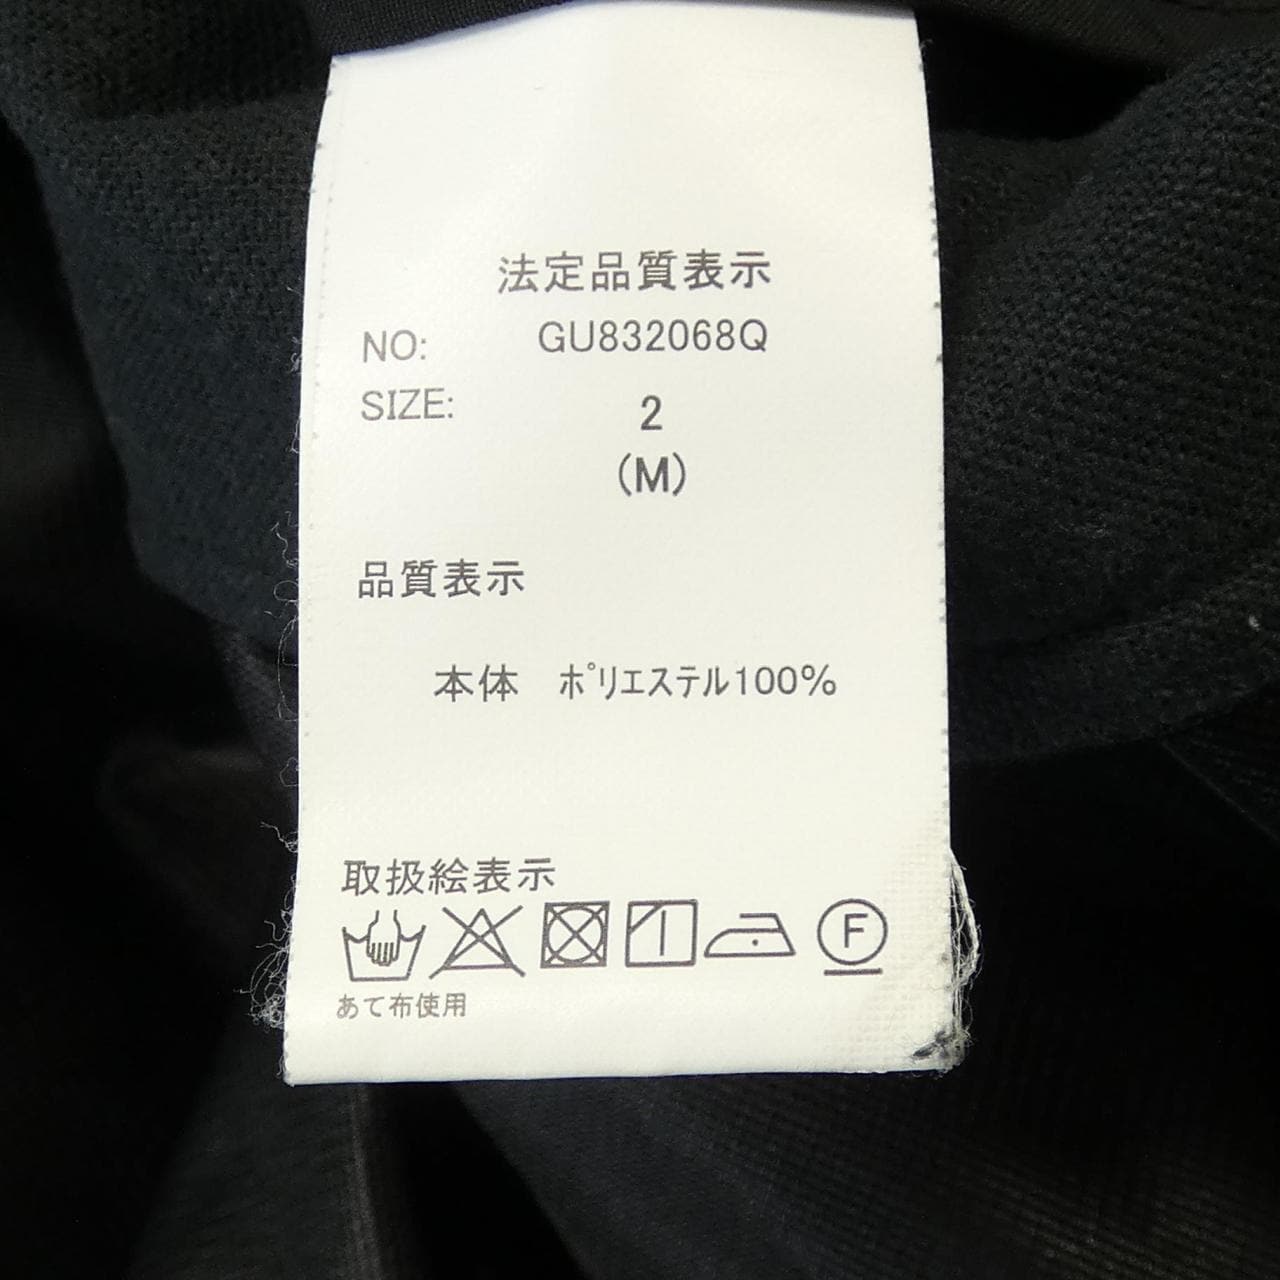 法定品質表示
NO: GU832068Q
SIZE: 2
(M)
品質表示
本体 ﾎﾟﾘｴｽﾃﾙ100%
取扱絵表示
F
あて布使用